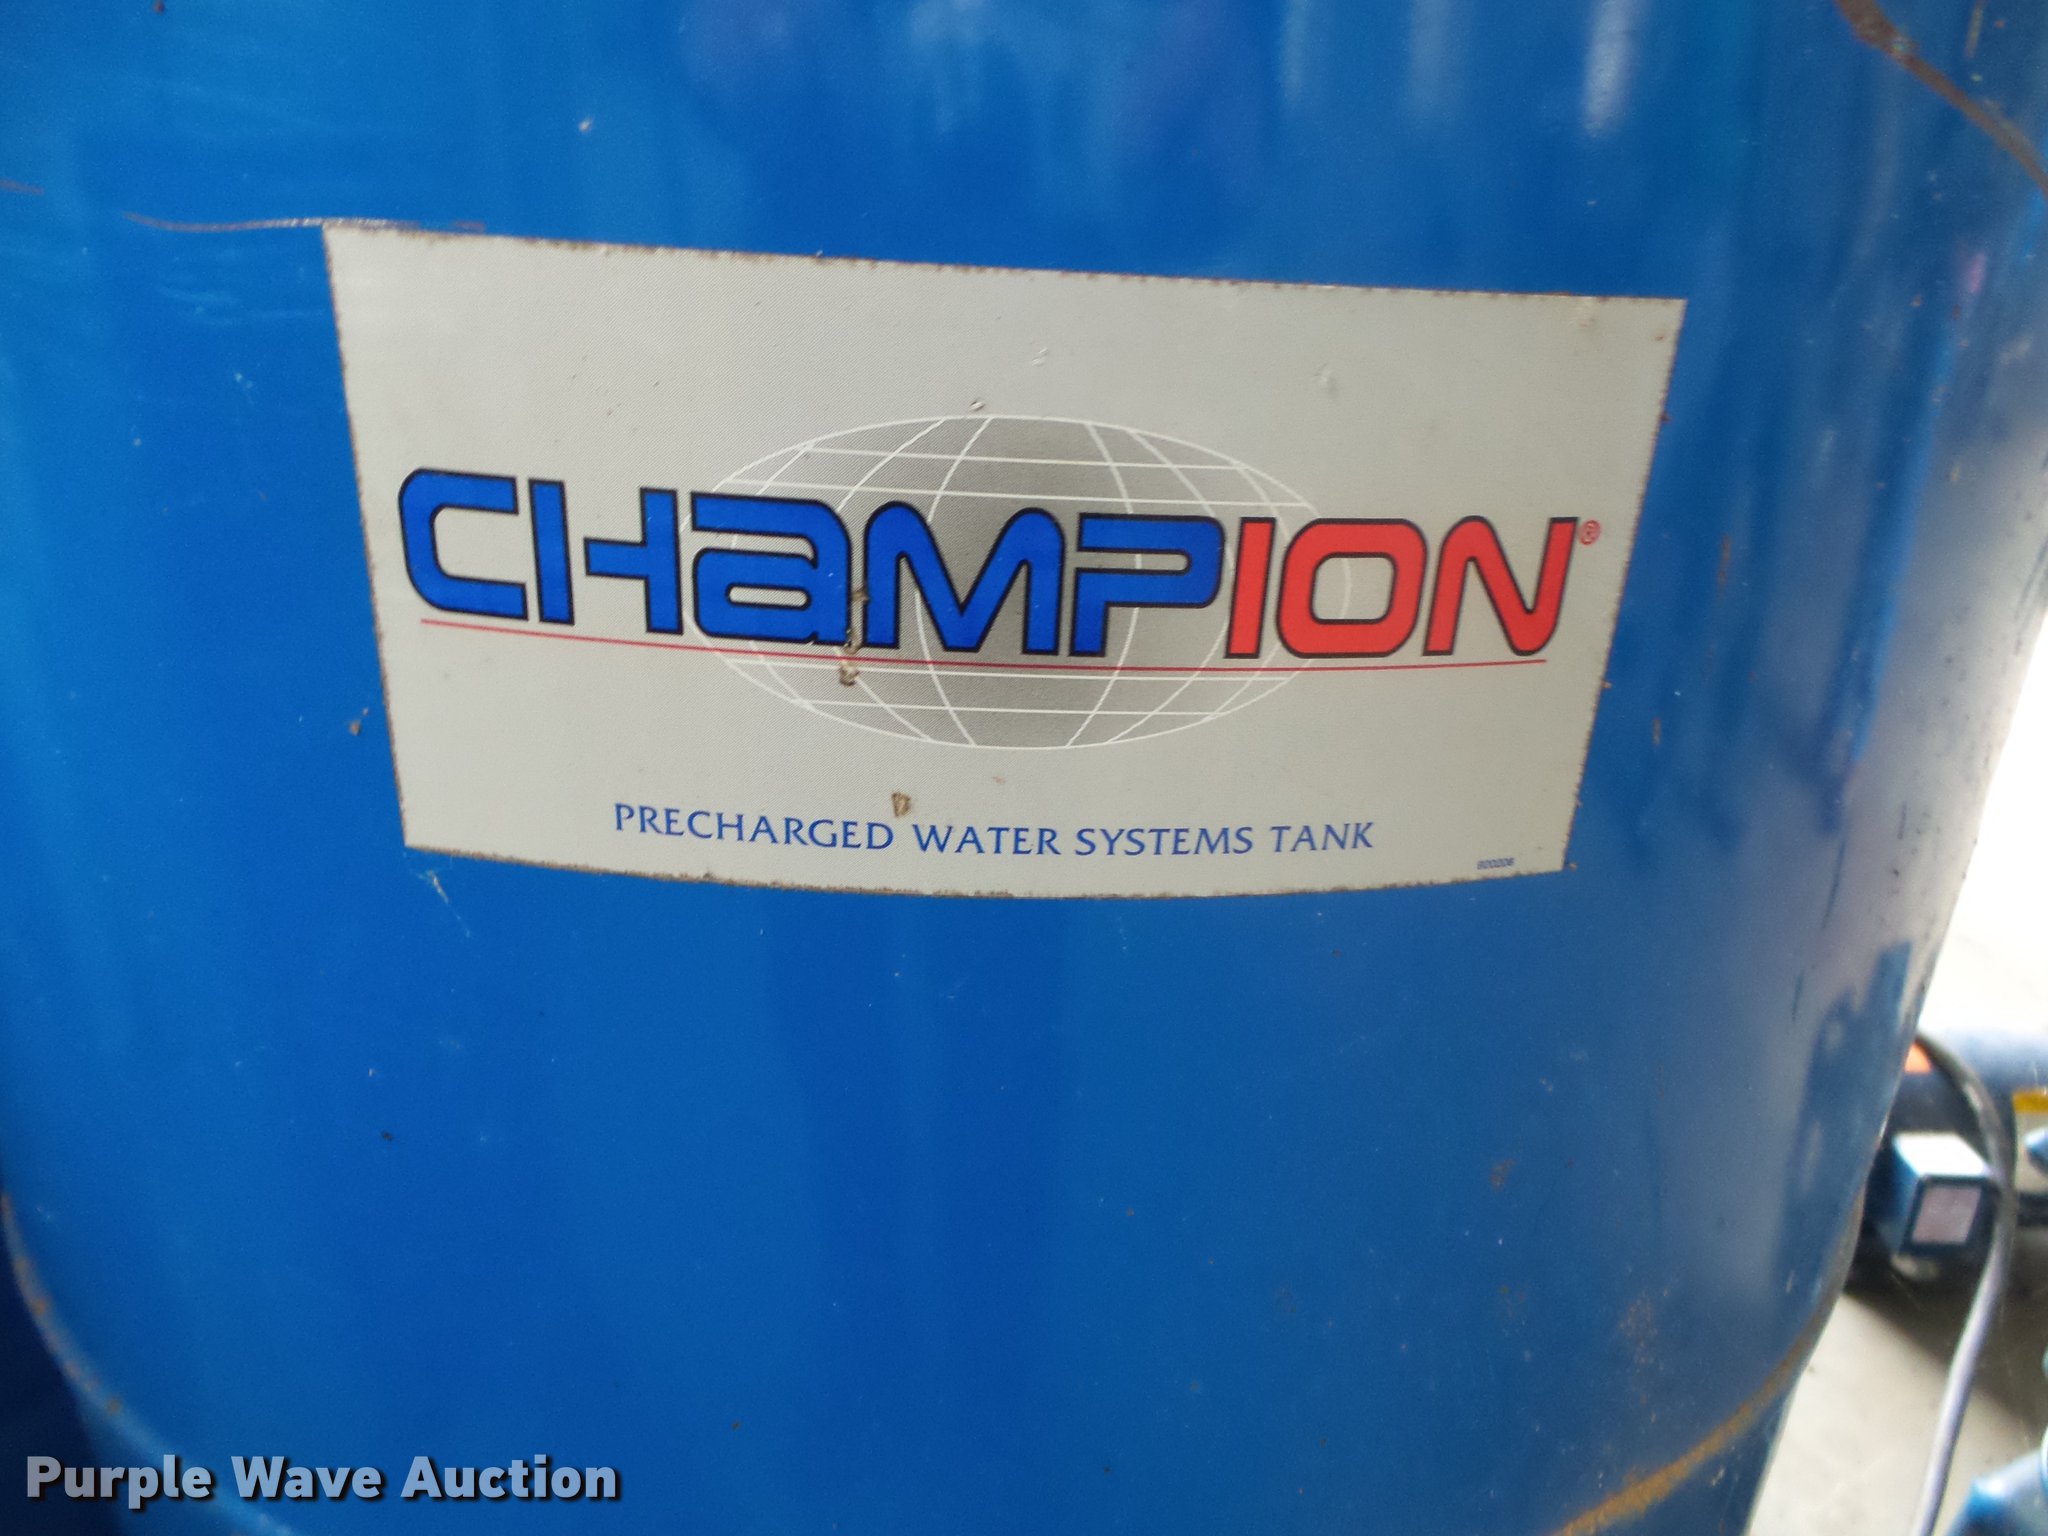 CHAMPION®
PRECHARGED WATER SYSTEMS TANK
Purple Wave Auction